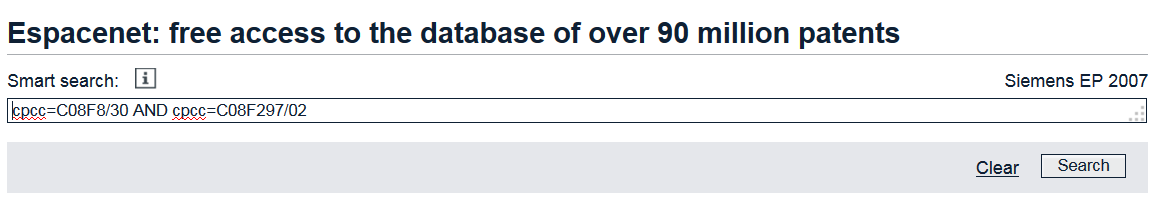 Espacenet: free access to the database of over 90 million patents
Smart search: i Siemens EP 2007
cpcc=C08F8/30 AND cpcc=C08F297/02
Clear Search